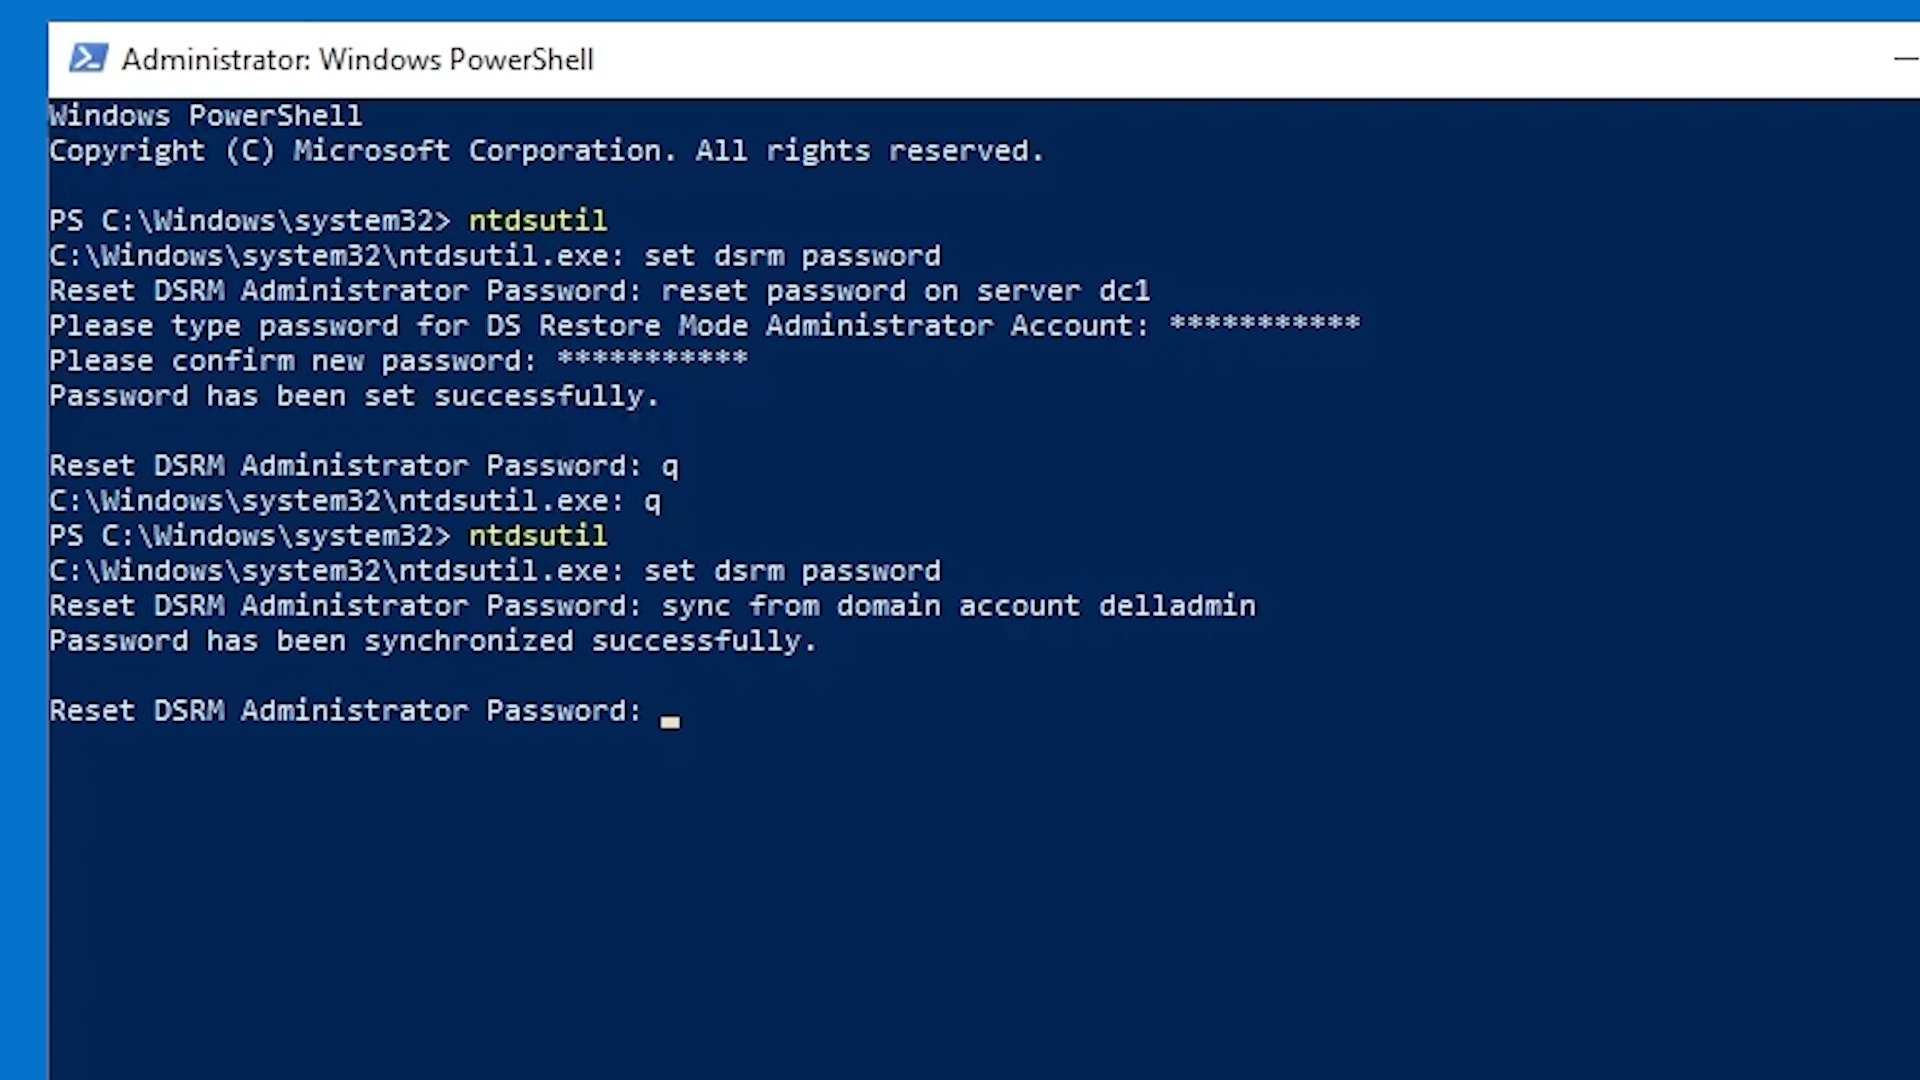 Administrator: Windows PowerShell
Windows PowerShell
Copyright (C) Microsoft Corporation. All rights reserved.
PS C:\Windows\system32> ntdsutil
C:\Windows\system32\ntdsutil.exe: set dsrm password
Reset DSRM Administrator Password: reset password on server dc1
Please type password for DS Restore Mode Administrator Account: ***********
Please confirm new password: ***********
Password has been set successfully.
Reset DSRM Administrator Password: q
C:\Windows\system32\ntdsutil.exe: q
PS C:\Windows\system32> ntdsutil
C:\Windows\system32\ntdsutil.exe: set dsrm password
Reset DSRM Administrator Password: sync from domain account delladmin
Password has been synchronized successfully.
Reset DSRM Administrator Password: